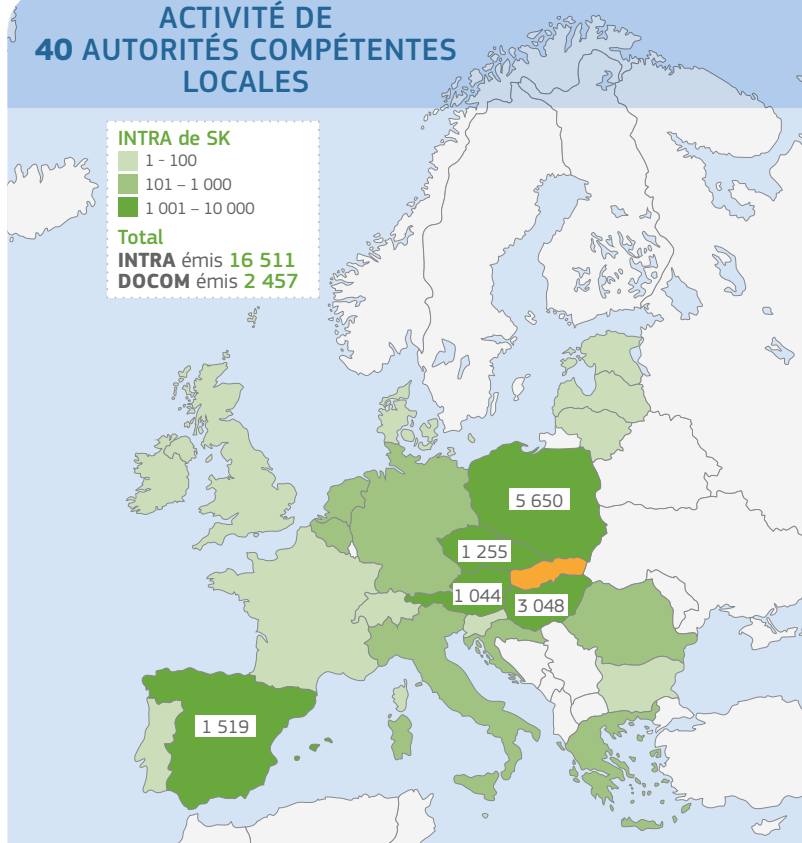 ACTIVITÉ DE
40 AUTORITÉS COMPÉTENTES
LOCALES
INTRA de SK
1 - 100
101 – 1 000
1 001 – 10 000
Total
INTRA émis 16 511
DOCOM émis 2 457
5 650
1 255
1 044
3 048
1 519